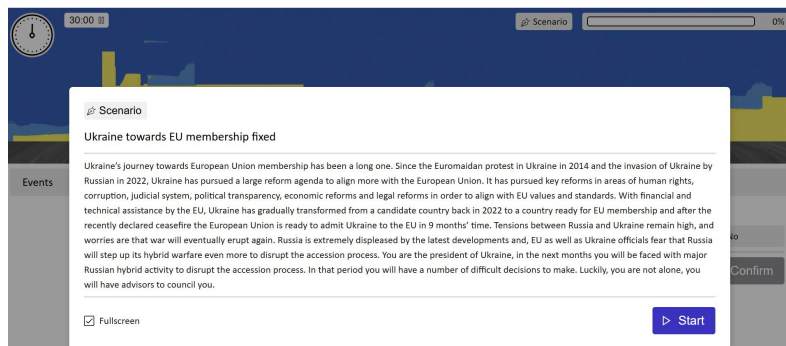 30:00
Scenario
0%
Scenario
Ukraine towards EU membership fixed
Ukraine's journey towards European Union membership has been a long one. Since the Euromaidan protest in Ukraine in 2014 and the invasion of Ukraine by
Russian in 2022, Ukraine has pursued a large reform agenda to align more with the European Union. It has pursued key reforms in areas of human rights,
corruption, judicial system, political transparency, economic reforms and legal reforms in order to align with EU values and standards. With financial and
technical assistance by the EU, Ukraine has gradually transformed from a candidate country back in 2022 to a country ready for EU membership and after the
recently declared ceasefire the European Union is ready to admit Ukraine to the EU in 9 months' time. Tensions between Russia and Ukraine remain high, and
worries are that war will eventually erupt again. Russia is extremely displeased by the latest developments and, EU as well as Ukraine officials fear that Russia
will step up its hybrid warfare even more to disrupt the accession process. You are the president of Ukraine, in the next months you will be faced with major
Russian hybrid activity to disrupt the accession process. In that period you will have a number of difficult decisions to make. Luckily, you are not alone, you
will have advisors to council you.
Events
No
Confirm
Fullscreen
Start